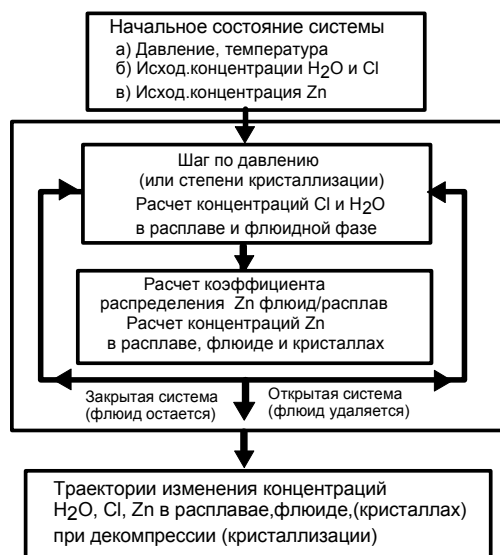 Начальное состояние системы
а) Давление, температура
б) Исход.концентрации H2O и Cl
в) Исход.концентрация Zn
Шаг по давлению
(или степени кристаллизации)
Расчет концентраций Cl и H2O
в расплаве и флюидной фазе
Расчет коэффициента
распределения Zn флюид/расплав
Расчет концентраций Zn
в расплаве, флюиде и кристаллах
Закрытая система
(флюид остается)
Открытая система
(флюид удаляется)
Траектории изменения концентраций
H2O, Cl, Zn в расплавае,флюиде,(кристаллах)
при декомпрессии (кристаллизации)